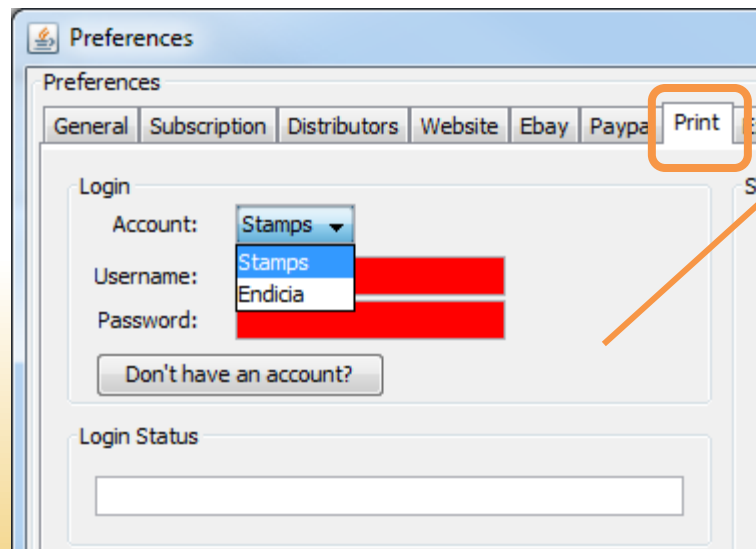 Preferences
Preferences
General Subscription Distributors Website Ebay Paypa Print
Login
Account: Stamps
Stamps
Username:
Endicia
Password:
Don't have an account?
Login Status